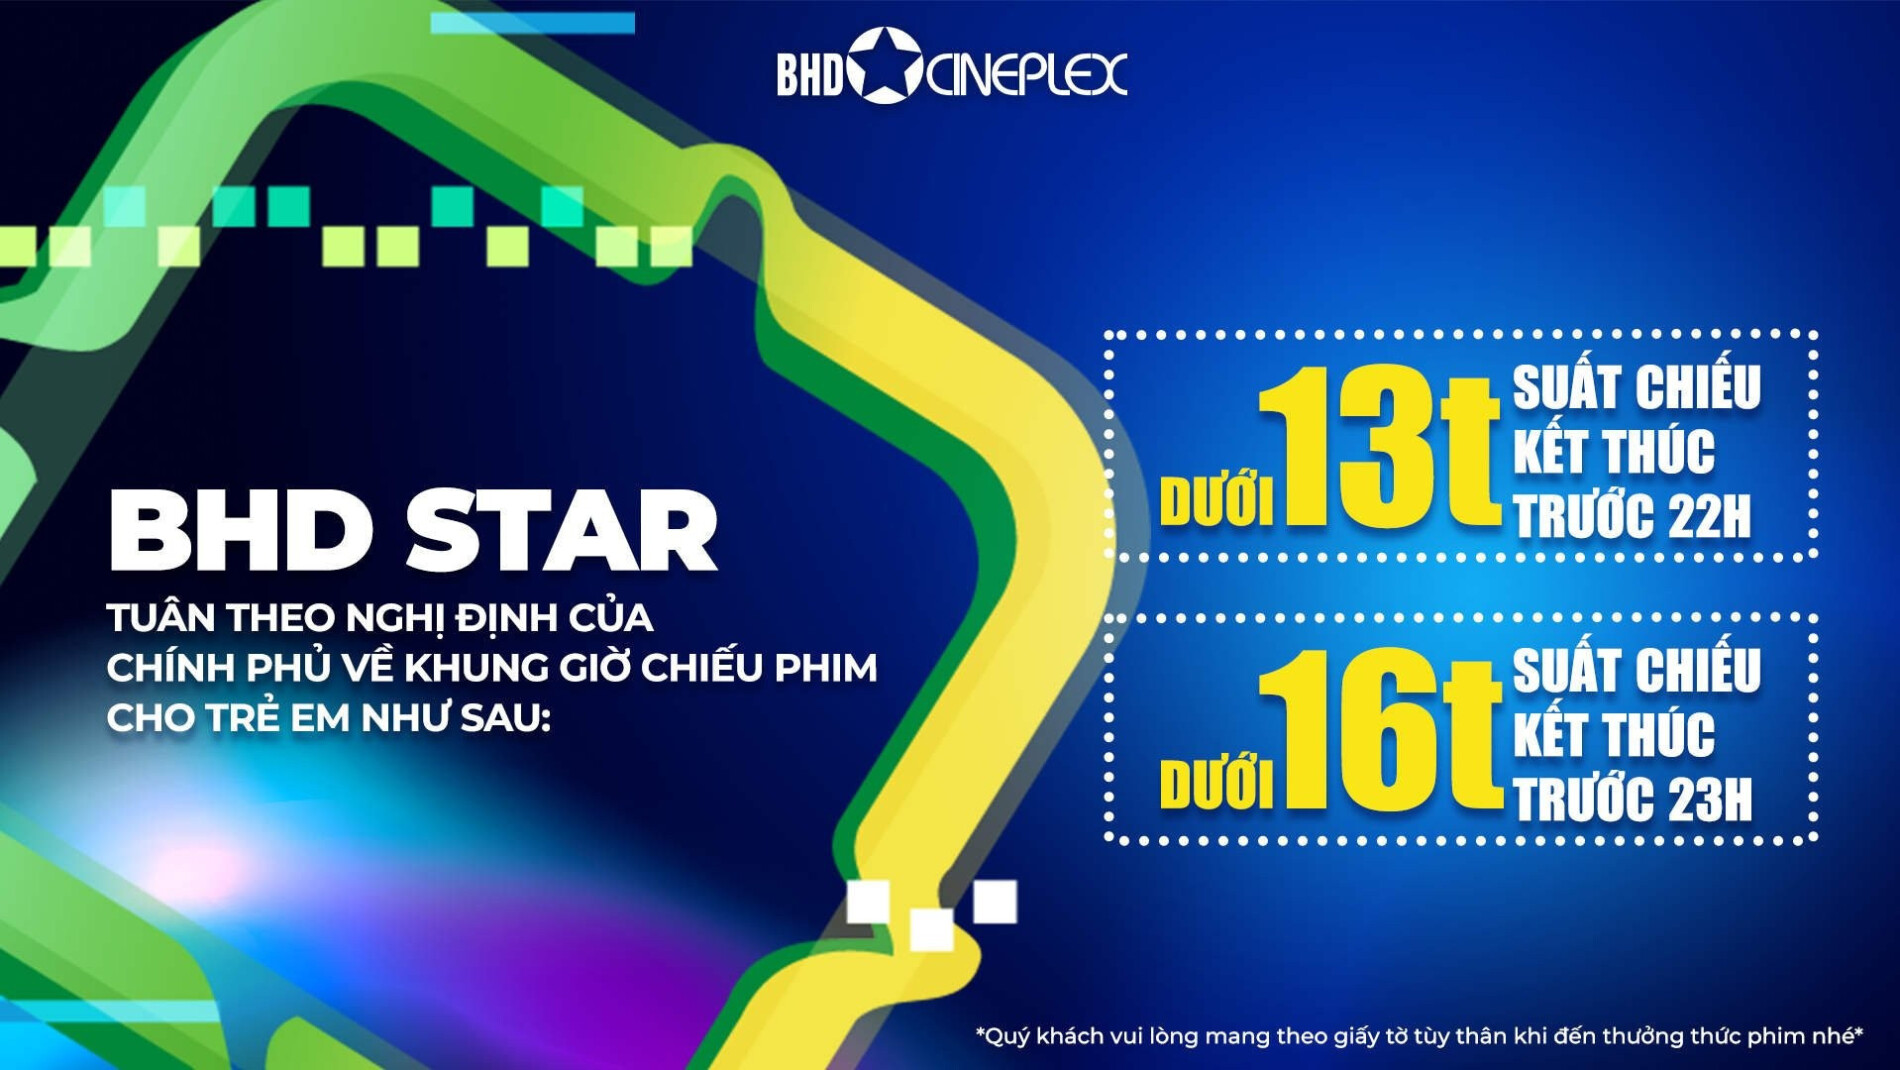 BHD CINEPLEX
BHD STAR
TUÂN THEO NGHỊ ĐỊNH CỦA
CHÍNH PHỦ VỀ KHUNG GIỜ CHIẾU PHIM
CHO TRẺ EM NHƯ SAU:
DƯỚI 13t
SUẤT CHIẾU
KẾT THÚC
TRƯỚC 22H
DƯỚI 16t
SUẤT CHIẾU
KẾT THÚC
TRƯỚC 23H
*Quý khách vui lòng mang theo giấy tờ tùy thân khi đến thưởng thức phim nhé*